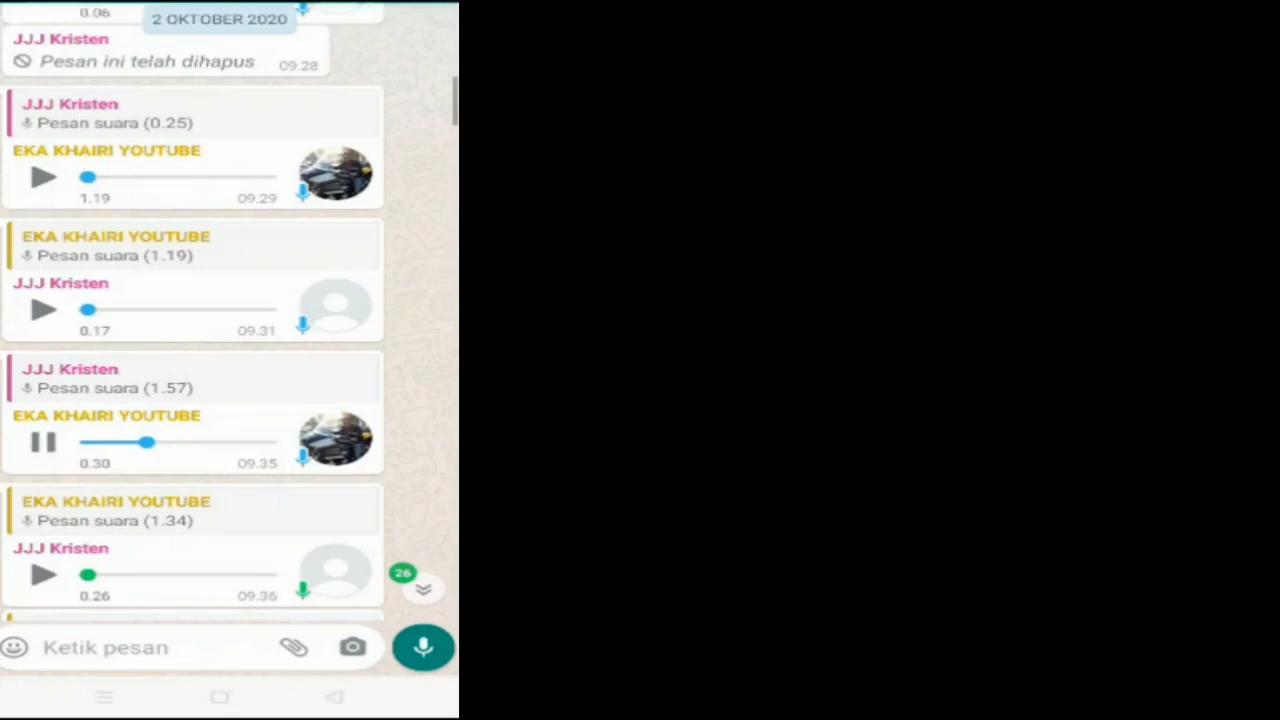 0.06
2 OKTOBER 2020
JJJ Kristen
Pesan ini telah dihapus 09.28
JJJ Kristen
Pesan suara (0.25)
EKA KHAIRI YOUTUBE
1.19 09.29
EKA KHAIRI YOUTUBE
Pesan suara (1.19)
JJJ Kristen
0.17 09.31
JJJ Kristen
Pesan suara (1.57)
EKA KHAIRI YOUTUBE
0.30 09.35
EKA KHAIRI YOUTUBE
Pesan suara (1.34)
JJJ Kristen
0.26 09.36
26
Ketik pesan